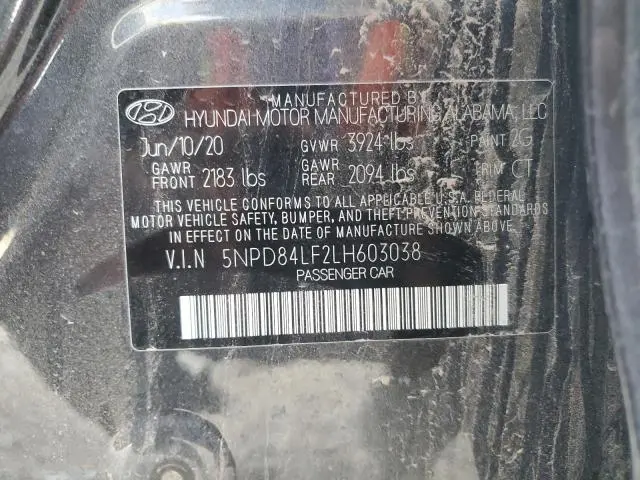 MANUFACTURED BY
HYUNDAI MOTOR MANUFACTURING ALABAMA, LLC
Jun/10/20 GVWR 3924 lbs PAINT 2G
GAWR FRONT 2183 lbs GAWR REAR 2094 lbs TRIM CT
THIS VEHICLE CONFORMS TO ALL APPLICABLE U.S.A. FEDERAL
MOTOR VEHICLE SAFETY, BUMPER, AND THEFT PREVENTION STANDARDS
IN EFFECT ON THE DATE OF MANUFACTURE SHOWN ABOVE.
V.I.N 5NPD84LF2LH603038
PASSENGER CAR